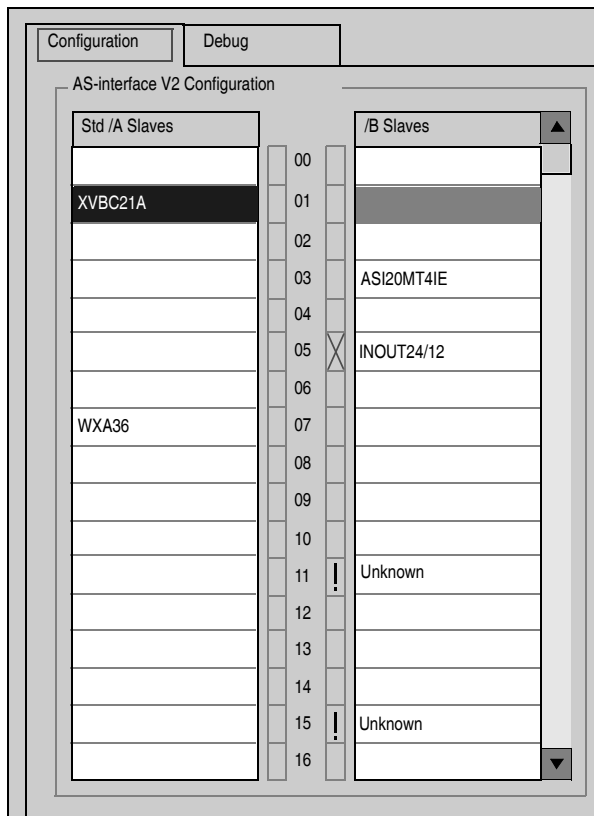 Configuration Debug
AS-interface V2 Configuration
Std /A Slaves /B Slaves
00
XVBC21A 01
02
03 ASI20MT4IE
04
05 INOUT24/12
06
WXA36 07
08
09
10
11 ! Unknown
12
13
14
15 ! Unknown
16